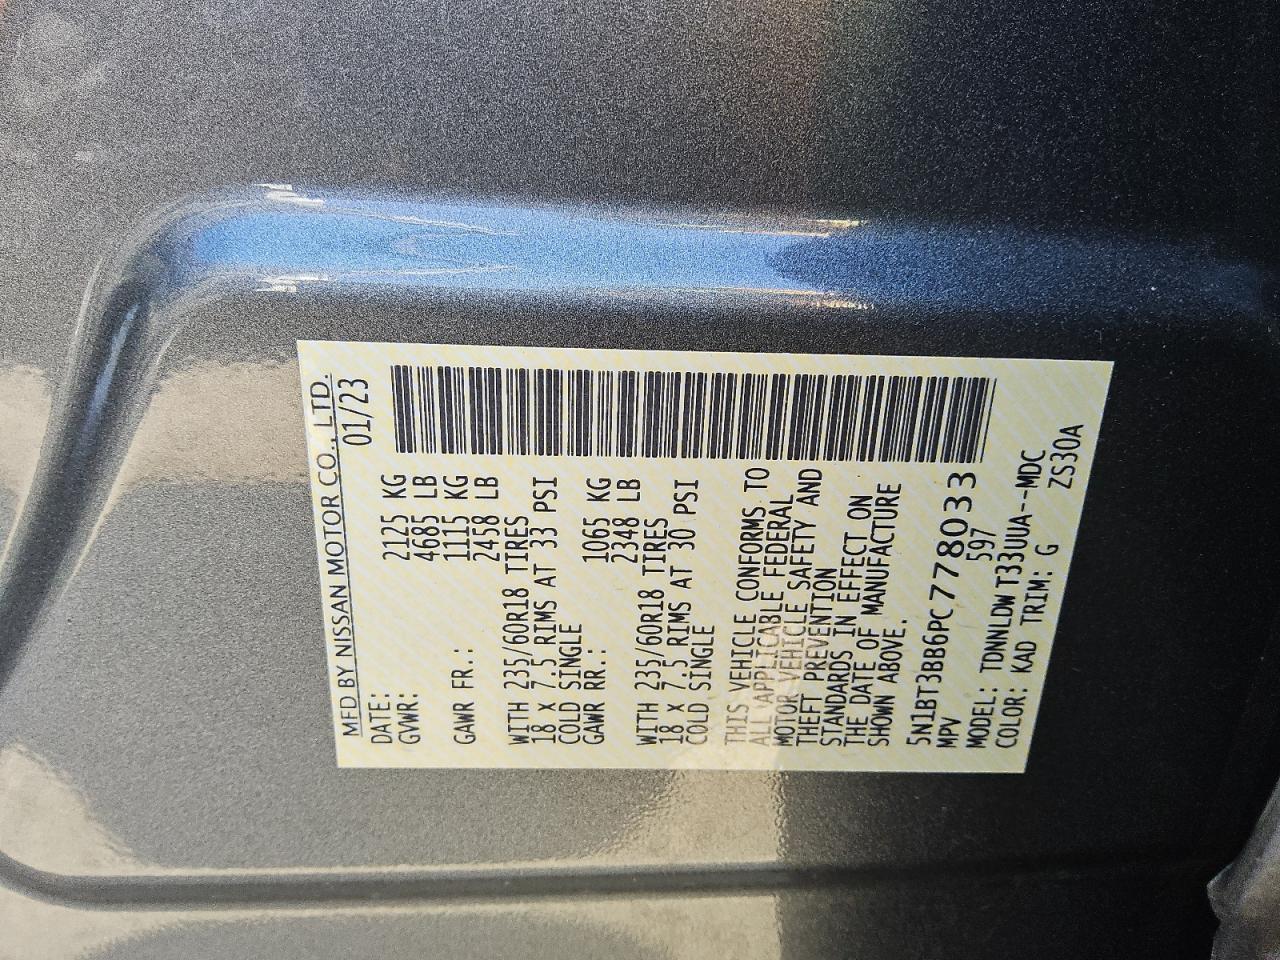 MFD BY NISSAN MOTOR CO., LTD.
DATE: 01/23
GVWR: 2125 KG
4685 LB
GAWR FR.: 1115 KG
2458 LB
WITH 235/60R18 TIRES
18 X 7.5 RIMS AT 33 PSI
COLD SINGLE
GAWR RR.: 1065 KG
2348 LB
WITH 235/60R18 TIRES
18 X 7.5 RIMS AT 30 PSI
COLD SINGLE
THIS VEHICLE CONFORMS TO
ALL APPLICABLE FEDERAL
MOTOR VEHICLE SAFETY AND
THEFT PREVENTION
STANDARDS IN EFFECT ON
THE DATE OF MANUFACTURE
SHOWN ABOVE.
5N1BT3BB6PC778033
MPV 597
MODEL: TDNNLDW T33UUA--MDC
COLOR: KAD TRIM: G ZS30A